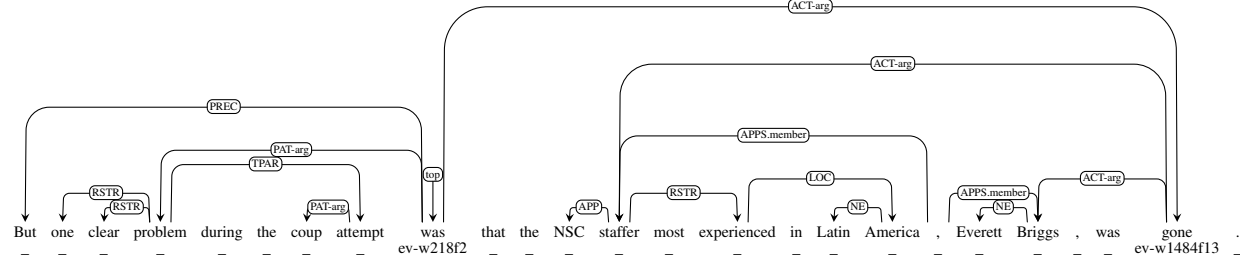 ACT-arg
ACT-arg
PREC
APPS.member
PAT-arg
TPAR
top
LOC
ACT-arg
RSTR
RSTR
APPS.member
RSTR
PAT-arg
APP
NE
NE
But one clear problem during the coup attempt was that the NSC staffer most experienced in Latin America , Everett Briggs , was gone .
_ _ _ _ _ _ _ _ ev-w218f2 _ _ _ _ _ _ _ _ _ _ _ _ _ _ ev-w1484f13 _